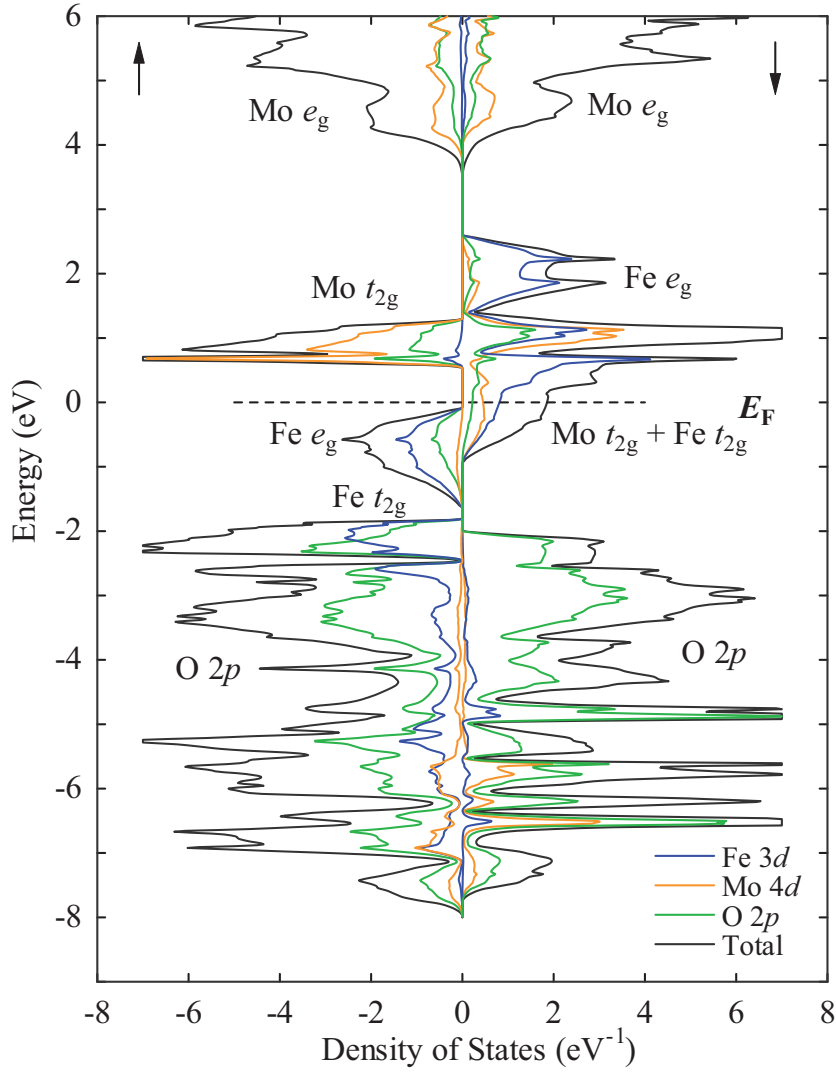 6
4
2
0
-2
-4
-6
-8
Energy (eV)
Mo eg
Mo eg
Mo t2g
Fe eg
EF
Fe eg
Mo t2g + Fe t2g
Fe t2g
O 2p
O 2p
Fe 3d
Mo 4d
O 2p
Total
-8 -6 -4 -2 0 2 4 6 8
Density of States (eV-1)